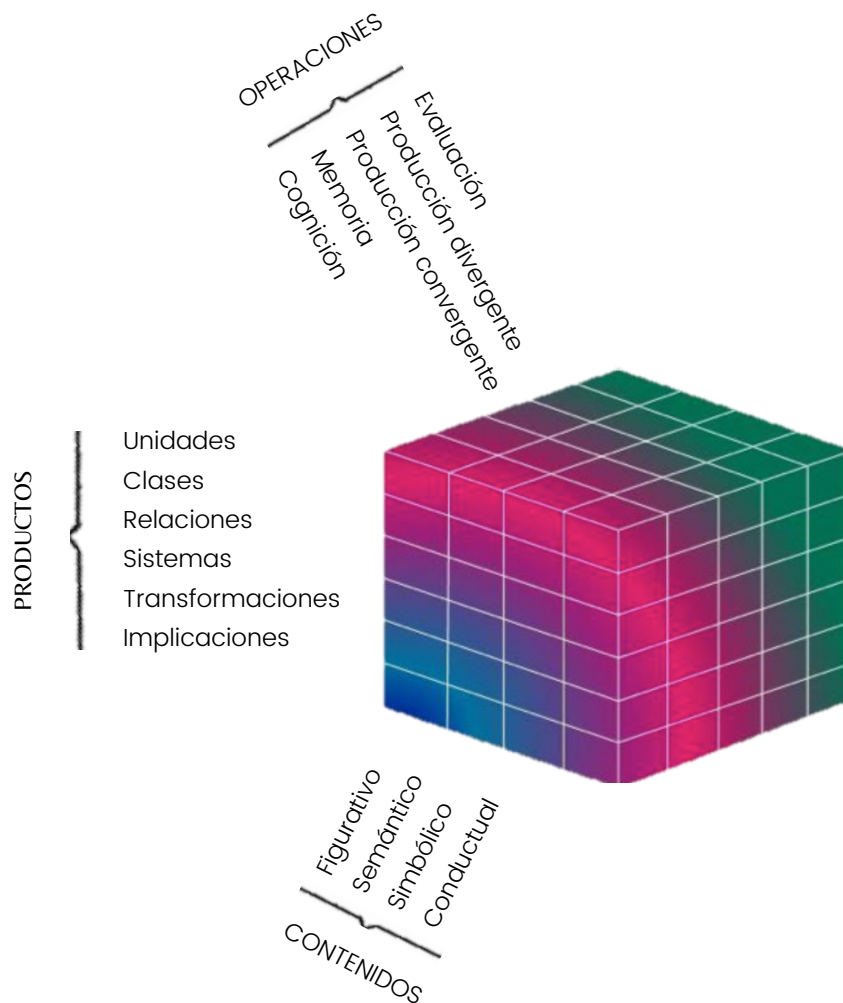 OPERACIONES
Evaluación
Producción divergente
Producción convergente
Memoria
Cognición
PRODUCTOS
Unidades
Clases
Relaciones
Sistemas
Transformaciones
Implicaciones
Figurativo
Semántico
Simbólico
Conductual
CONTENIDOS